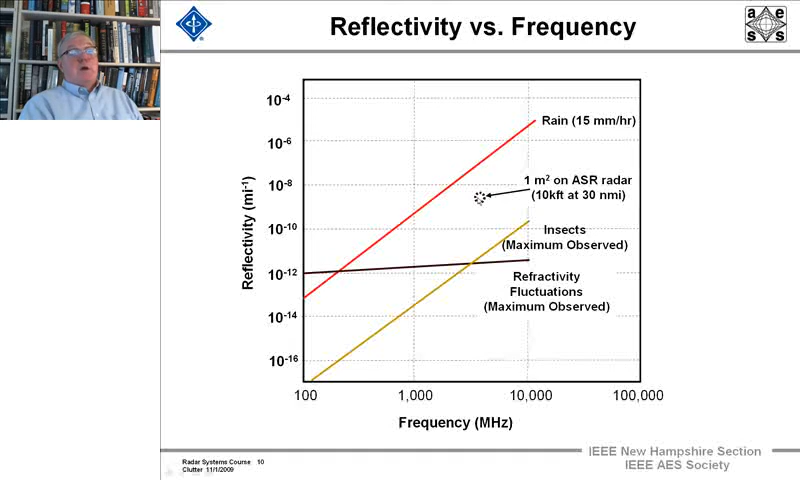 Reflectivity vs. Frequency
a e
s s
10-4
10-6
10-8
10-10
10-12
10-14
10-16
Reflectivity (mi-1)
Rain (15 mm/hr)
1 m2 on ASR radar
(10kft at 30 nmi)
Insects
(Maximum Observed)
Refractivity
Fluctuations
(Maximum Observed)
100
1,000
10,000
100,000
Frequency (MHz)
Radar Systems Course 10
Clutter 11/1/2009
IEEE New Hampshire Section
IEEE AES Society